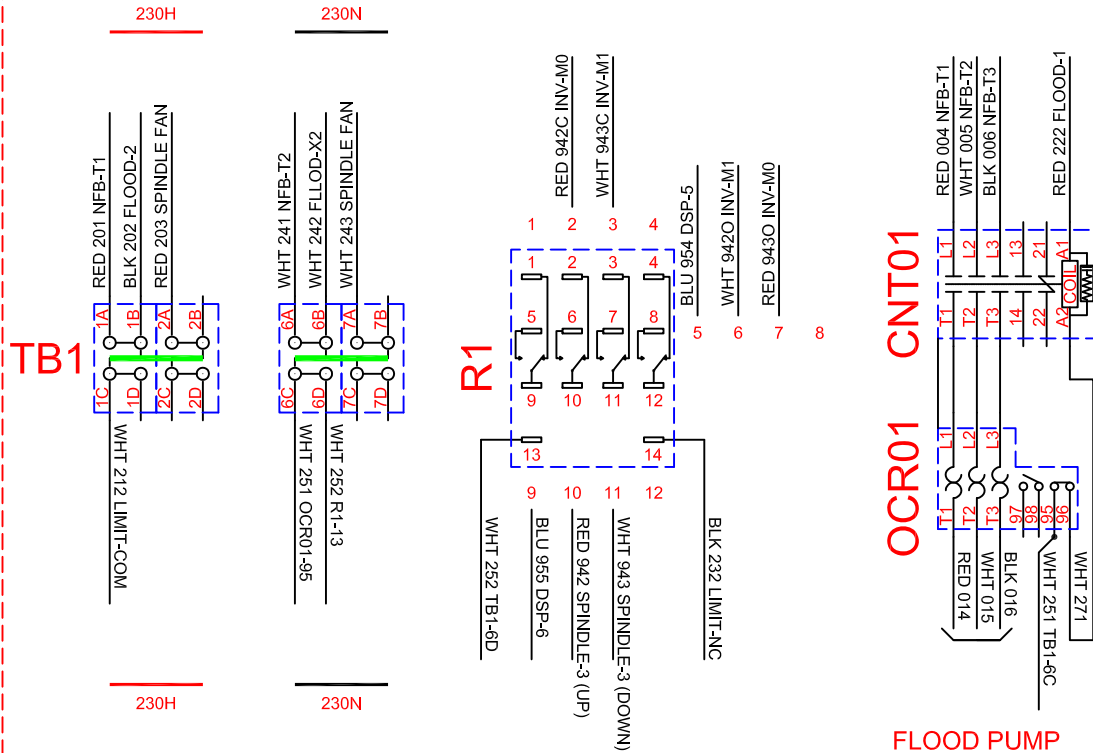 230H
230N
RED 201 NFB-T1
BLK 202 FLOOD-2
RED 203 SPINDLE FAN
WHT 241 NFB-T2
WHT 242 FLLOD-X2
WHT 243 SPINDLE FAN
TB1
1A
1B
2A
2B
6A
6B
7A
7B
1C
1D
2C
2D
6C
6D
7C
7D
WHT 212 LIMIT-COM
WHT 251 OCR01-95
WHT 252 R1-13
230H
230N
RED 942C INV-M0
WHT 943C INV-M1
BLU 954 DSP-5
WHT 942O INV-M1
RED 943O INV-M0
1 2 3 4
5 6 7 8
R1
1 2 3 4
5 6 7 8
9 10 11 12
13 14
9 10 11 12
WHT 252 TB1-6D
BLU 955 DSP-6
RED 942 SPINDLE-3 (UP)
WHT 943 SPINDLE-3 (DOWN)
BLK 232 LIMIT-NC
RED 004 NFB-T1
WHT 005 NFB-T2
BLK 006 NFB-T3
RED 222 FLOOD-1
CNT01
L1
L2
L3
13
21
A1
COIL
T1
T2
T3
14
22
A2
OCR01
L1
L2
L3
T1
T2
T3
97
98
95
96
RED 014
WHT 015
BLK 016
WHT 251 TB1-6C
WHT 271
FLOOD PUMP